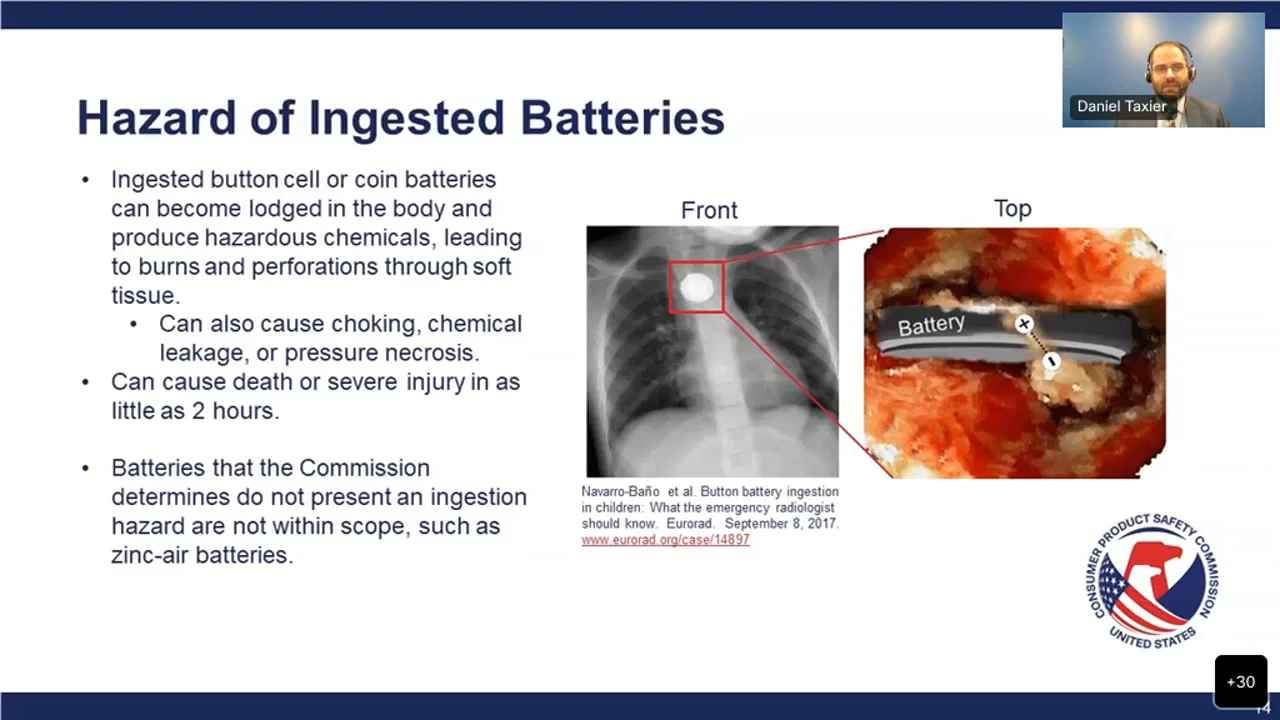 Daniel Taxier
Hazard of Ingested Batteries
• Ingested button cell or coin batteries
can become lodged in the body and
produce hazardous chemicals, leading
to burns and perforations through soft
tissue.
• Can also cause choking, chemical
leakage, or pressure necrosis.
• Can cause death or severe injury in as
little as 2 hours.
• Batteries that the Commission
determines do not present an ingestion
hazard are not within scope, such as
zinc-air batteries.
Front
Top
Battery
+
-
Navarro-Baño et al. Button battery ingestion
in children: What the emergency radiologist
should know. Eurorad. September 8, 2017.
www.eurorad.org/case/14897
CONSUMER PRODUCT SAFETY COMMISSION
UNITED STATES
+30
14